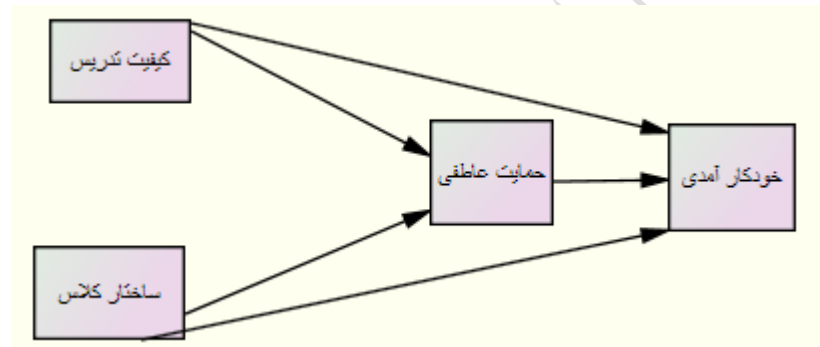 کیفیت تدریس
حمایت عاطفی
خودکار آمدی
ساختار کلاس